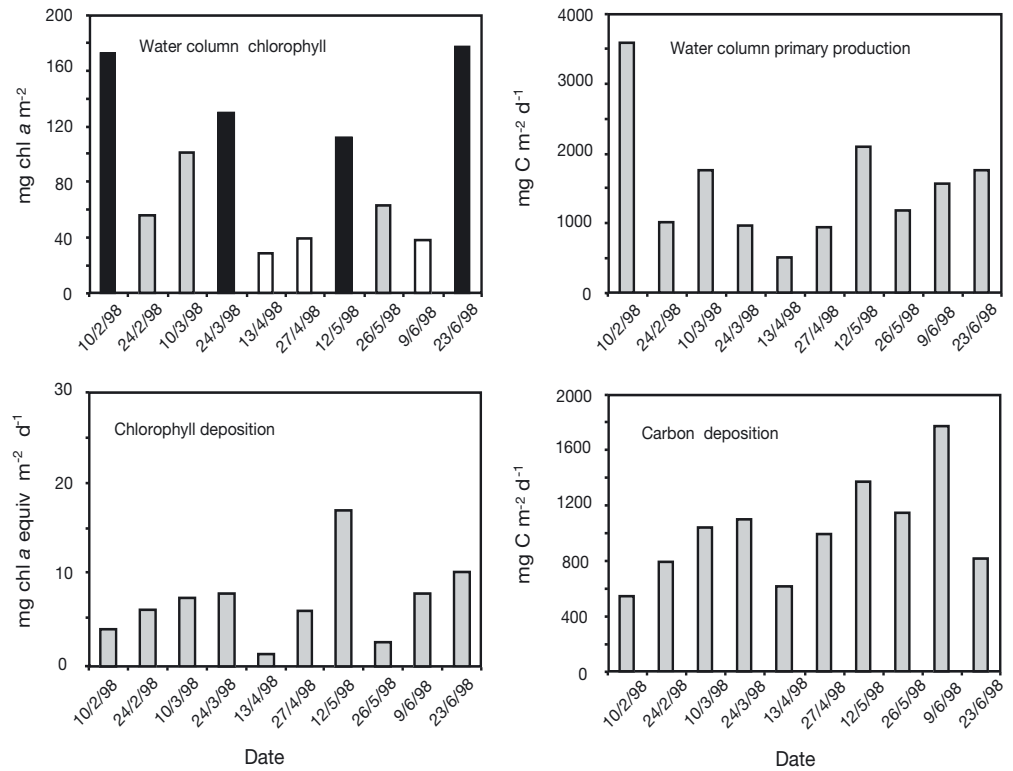 Water column chlorophyll
mg chl a m-2
200
160
120
80
40
0
10/2/98 24/2/98 10/3/98 24/3/98 13/4/98 27/4/98 12/5/98 26/5/98 9/6/98 23/6/98
Water column primary production
mg C m-2 d-1
4000
3000
2000
1000
0
10/2/98 24/2/98 10/3/98 24/3/98 13/4/98 27/4/98 12/5/98 26/5/98 9/6/98 23/6/98
Chlorophyll deposition
mg chl a equiv m-2 d-1
30
20
10
0
10/2/98 24/2/98 10/3/98 24/3/98 13/4/98 27/4/98 12/5/98 26/5/98 9/6/98 23/6/98
Date
Carbon deposition
mg C m-2 d-1
2000
1600
1200
800
400
0
10/2/98 24/2/98 10/3/98 24/3/98 13/4/98 27/4/98 12/5/98 26/5/98 9/6/98 23/6/98
Date